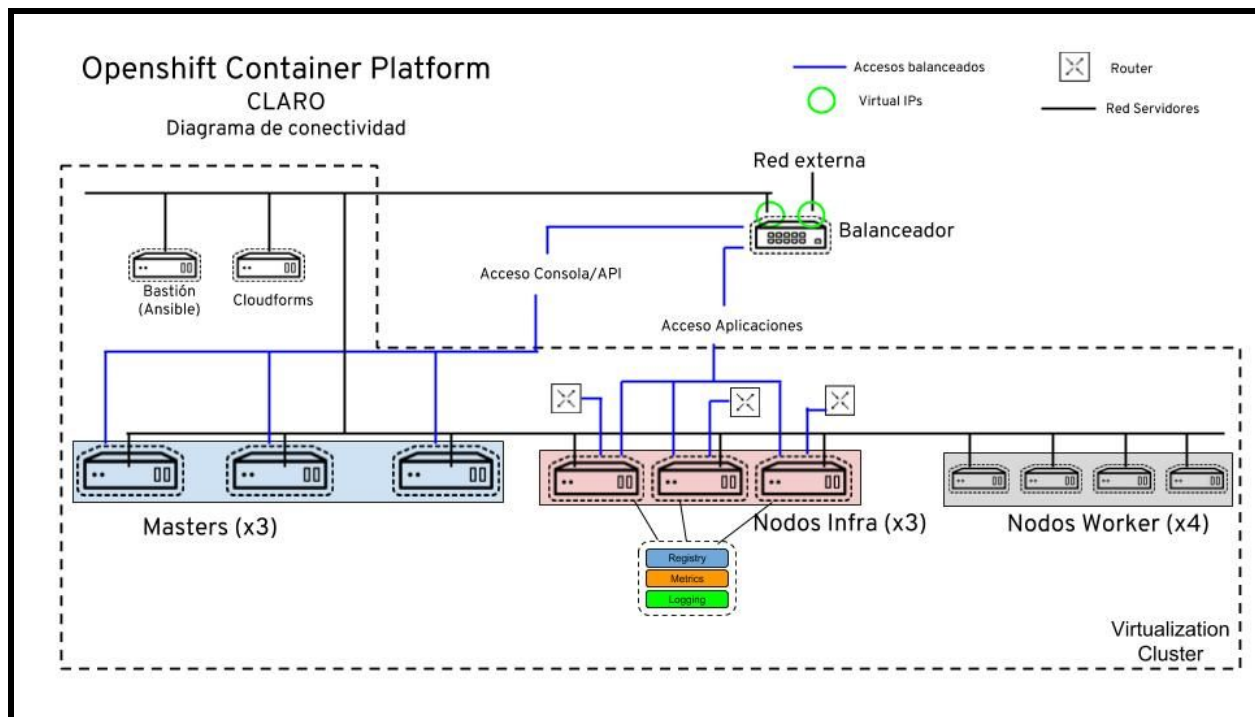 Openshift Container Platform
CLARO
Diagrama de conectividad
Accesos balanceados
Router
Virtual IPs
Red Servidores
Red externa
Balanceador
Acceso Consola/API
Bastión
(Ansible)
Cloudforms
Acceso Aplicaciones
Masters (x3)
Nodos Infra (x3)
Nodos Worker (x4)
Registry
Metrics
Logging
Virtualization
Cluster